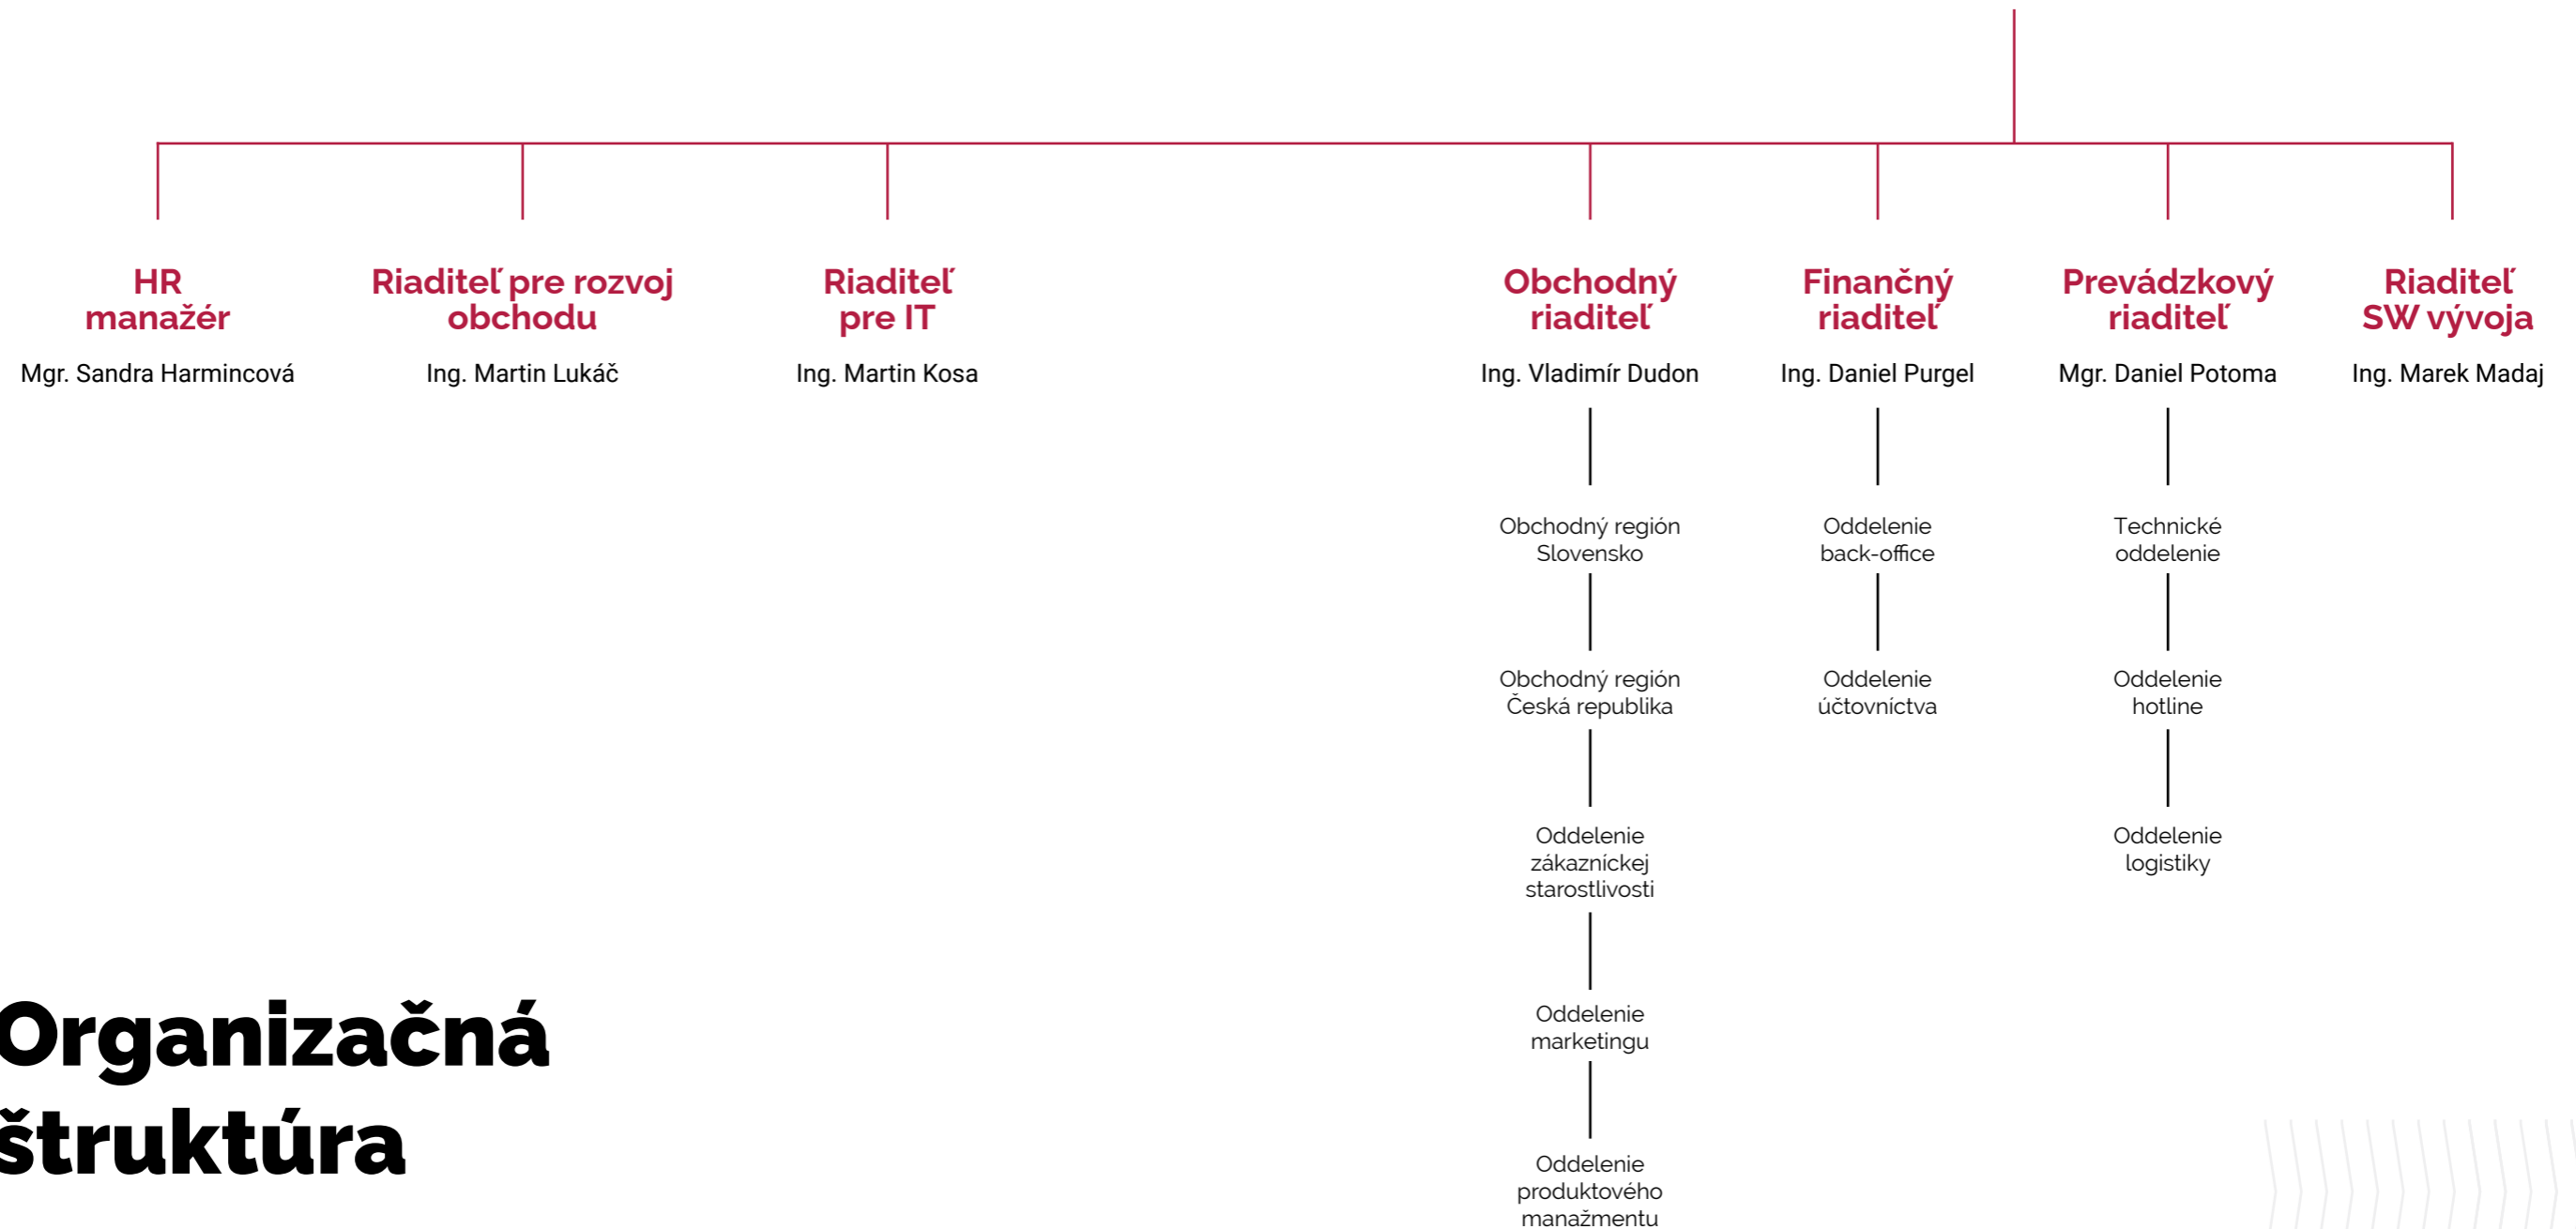 HR
manažér
Mgr. Sandra Harmincová
Riaditeľ pre rozvoj
obchodu
Ing. Martin Lukáč
Riaditeľ
pre IT
Ing. Martin Kosa
Obchodný
riaditeľ
Ing. Vladimír Dudon
Obchodný región
Slovensko
Obchodný región
Česká republika
Oddelenie
zákazníckej
starostlivosti
Oddelenie
marketingu
Oddelenie
produktového
manažmentu
Finančný
riaditeľ
Ing. Daniel Purgel
Oddelenie
back-office
Oddelenie
účtovníctva
Prevádzkový
riaditeľ
Mgr. Daniel Potoma
Technické
oddelenie
Oddelenie
hotline
Oddelenie
logistiky
Riaditeľ
SW vývoja
Ing. Marek Madaj
Organizačná
štruktúra